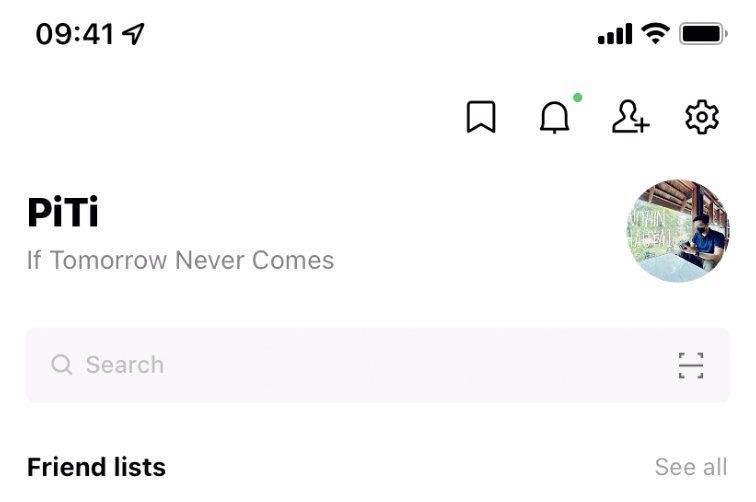 09:41
PiTi
If Tomorrow Never Comes
Search
Friend lists
See all